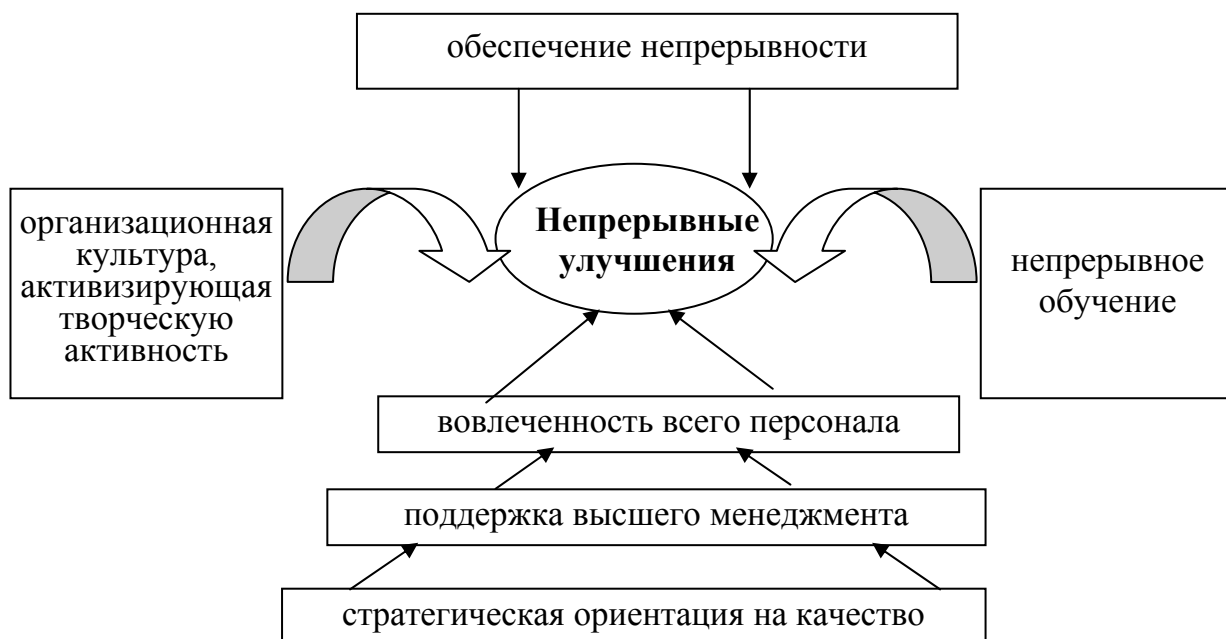 обеспечение непрерывности
организационная
культура,
активизирующая
творческую
активность
Непрерывные
улучшения
непрерывное
обучение
вовлеченность всего персонала
поддержка высшего менеджмента
стратегическая ориентация на качество